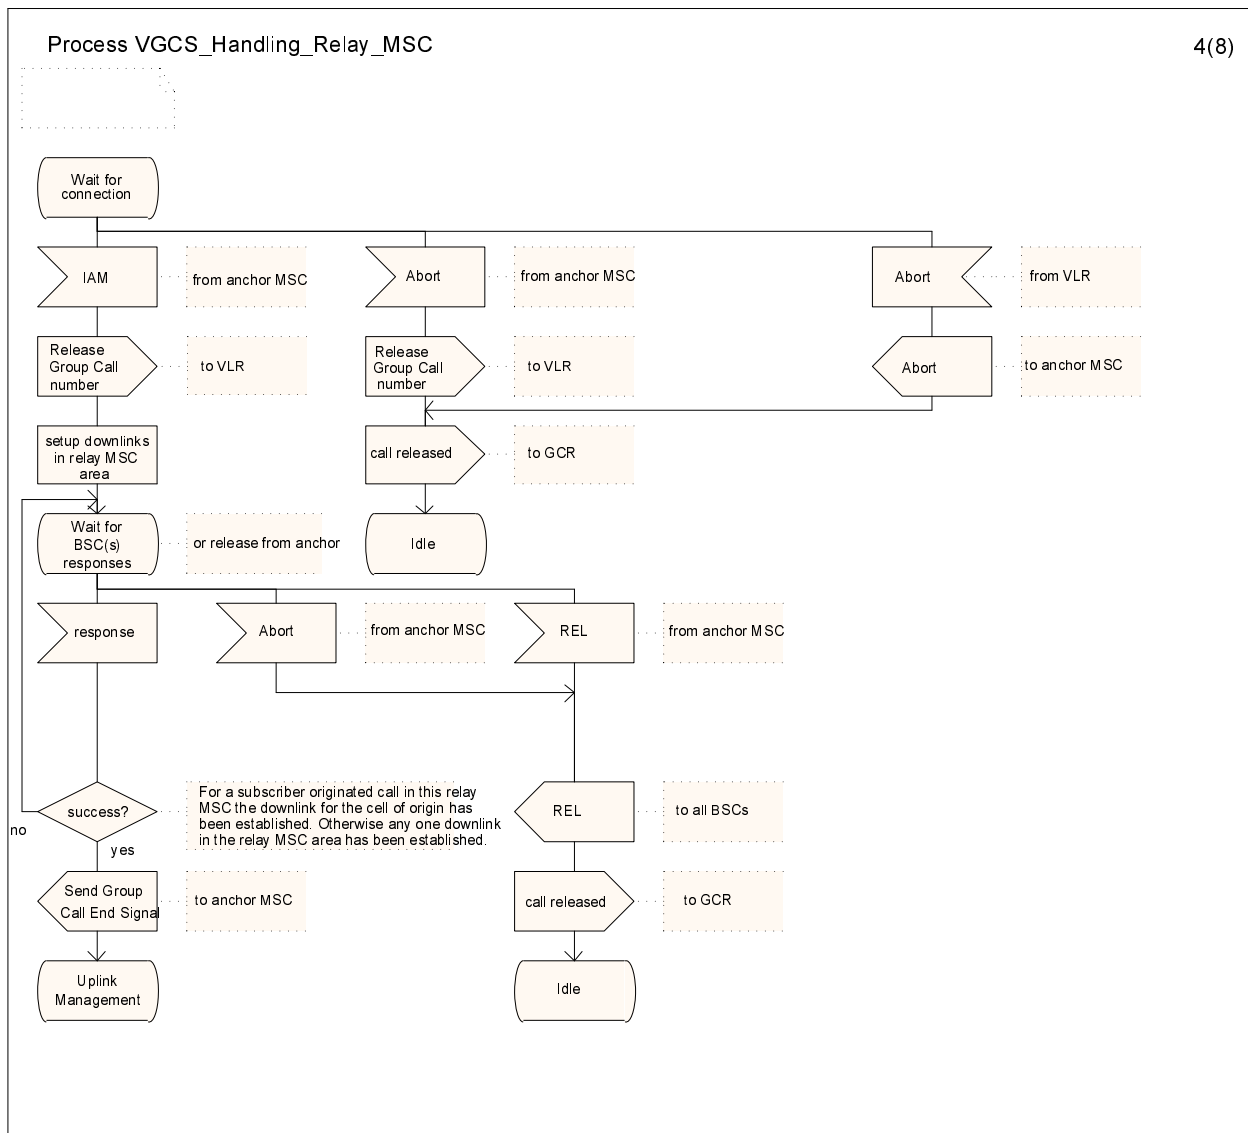 Process VGCS_Handling_Relay_MSC
4(8)
Wait for
connection
IAM
from anchor MSC
Abort
from anchor MSC
Abort
from VLR
Release
Group Call
number
to VLR
Release
Group Call
number
to VLR
Abort
to anchor MSC
setup downlinks
in relay MSC
area
call released
to GCR
Wait for
BSC(s)
responses
or release from anchor
Idle
response
Abort
from anchor MSC
REL
from anchor MSC
success?
no
yes
For a subscriber originated call in this relay
MSC the downlink for the cell of origin has
been established. Otherwise any one downlink
in the relay MSC area has been established.
REL
to all BSCs
Send Group
Call End Signal
to anchor MSC
call released
to GCR
Uplink
Management
Idle